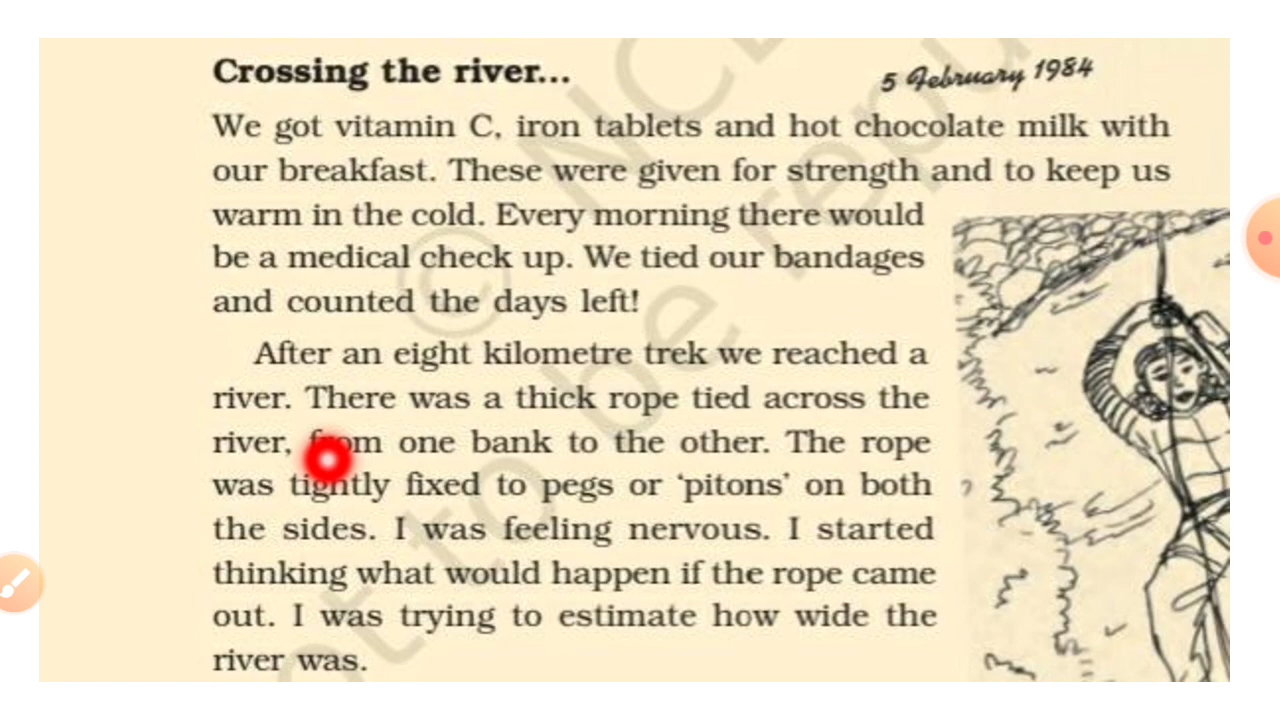 Crossing the river...
5 February 1984
We got vitamin C, iron tablets and hot chocolate milk with
our breakfast. These were given for strength and to keep us
warm in the cold. Every morning there would
be a medical check up. We tied our bandages
and counted the days left!
After an eight kilometre trek we reached a
river. There was a thick rope tied across the
river, from one bank to the other. The rope
was tightly fixed to pegs or ‘pitons’ on both
the sides. I was feeling nervous. I started
thinking what would happen if the rope came
out. I was trying to estimate how wide the
river was.